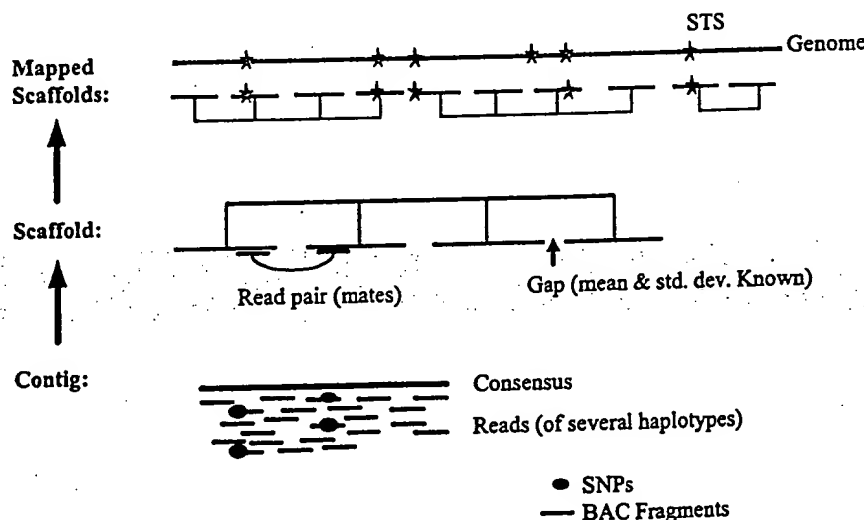 STS
Genome
Mapped
Scaffolds:
Scaffold:
Read pair (mates)
Gap (mean & std. dev. Known)
Contig:
Consensus
Reads (of several haplotypes)
SNPs
BAC Fragments